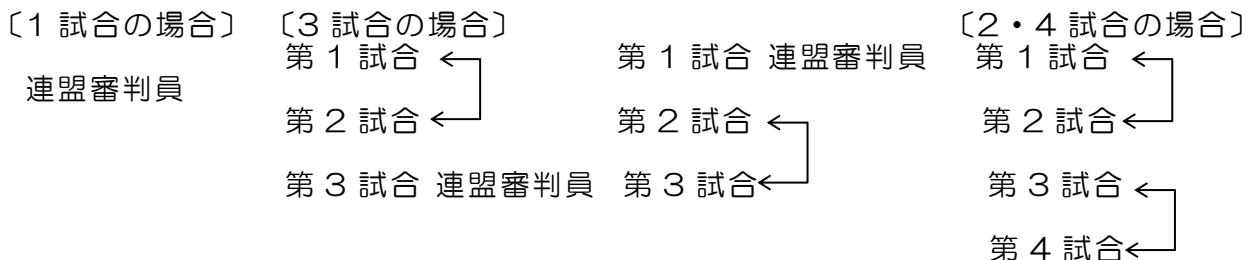 〔1 試合の場合〕 〔3 試合の場合〕 〔2・4 試合の場合〕
第 1 試合 第 1 試合 連盟審判員 第 1 試合
連盟審判員
第 2 試合 第 2 試合 第 2 試合
第 3 試合 連盟審判員 第 3 試合 第 3 試合
第 4 試合